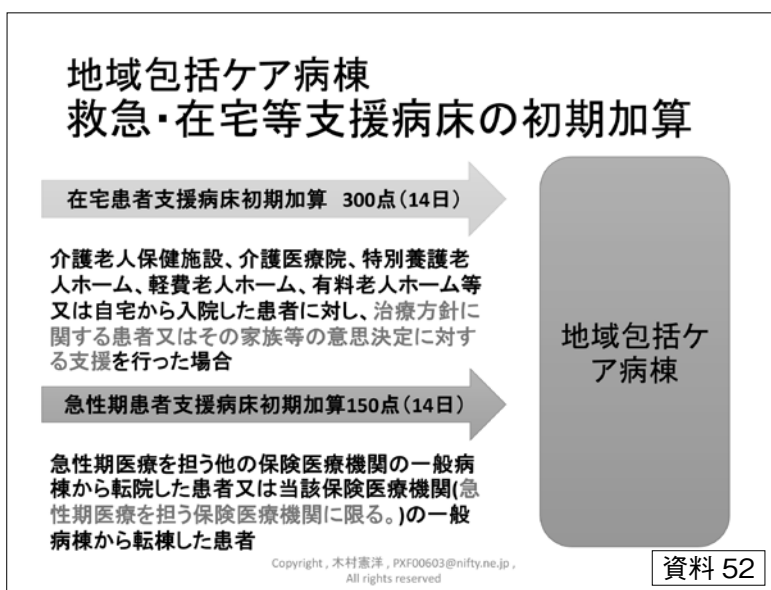 地域包括ケア病棟
救急・在宅等支援病床の初期加算
在宅患者支援病床初期加算 300点(14日)
介護老人保健施設、介護医療院、特別養護老
人ホーム、軽費老人ホーム、有料老人ホーム等
又は自宅から入院した患者に対し、治療方針に
関する患者又はその家族等の意思決定に対す
る支援を行った場合
急性期患者支援病床初期加算150点(14日)
急性期医療を担う他の保険医療機関の一般病
棟から転院した患者又は当該保険医療機関(急
性期医療を担う保険医療機関に限る。)の一般
病棟から転棟した患者
地域包括ケ
ア病棟
Copyright , 木村憲洋 , PXF00603@nifty.ne.jp ,
All rights reserved
資料 52